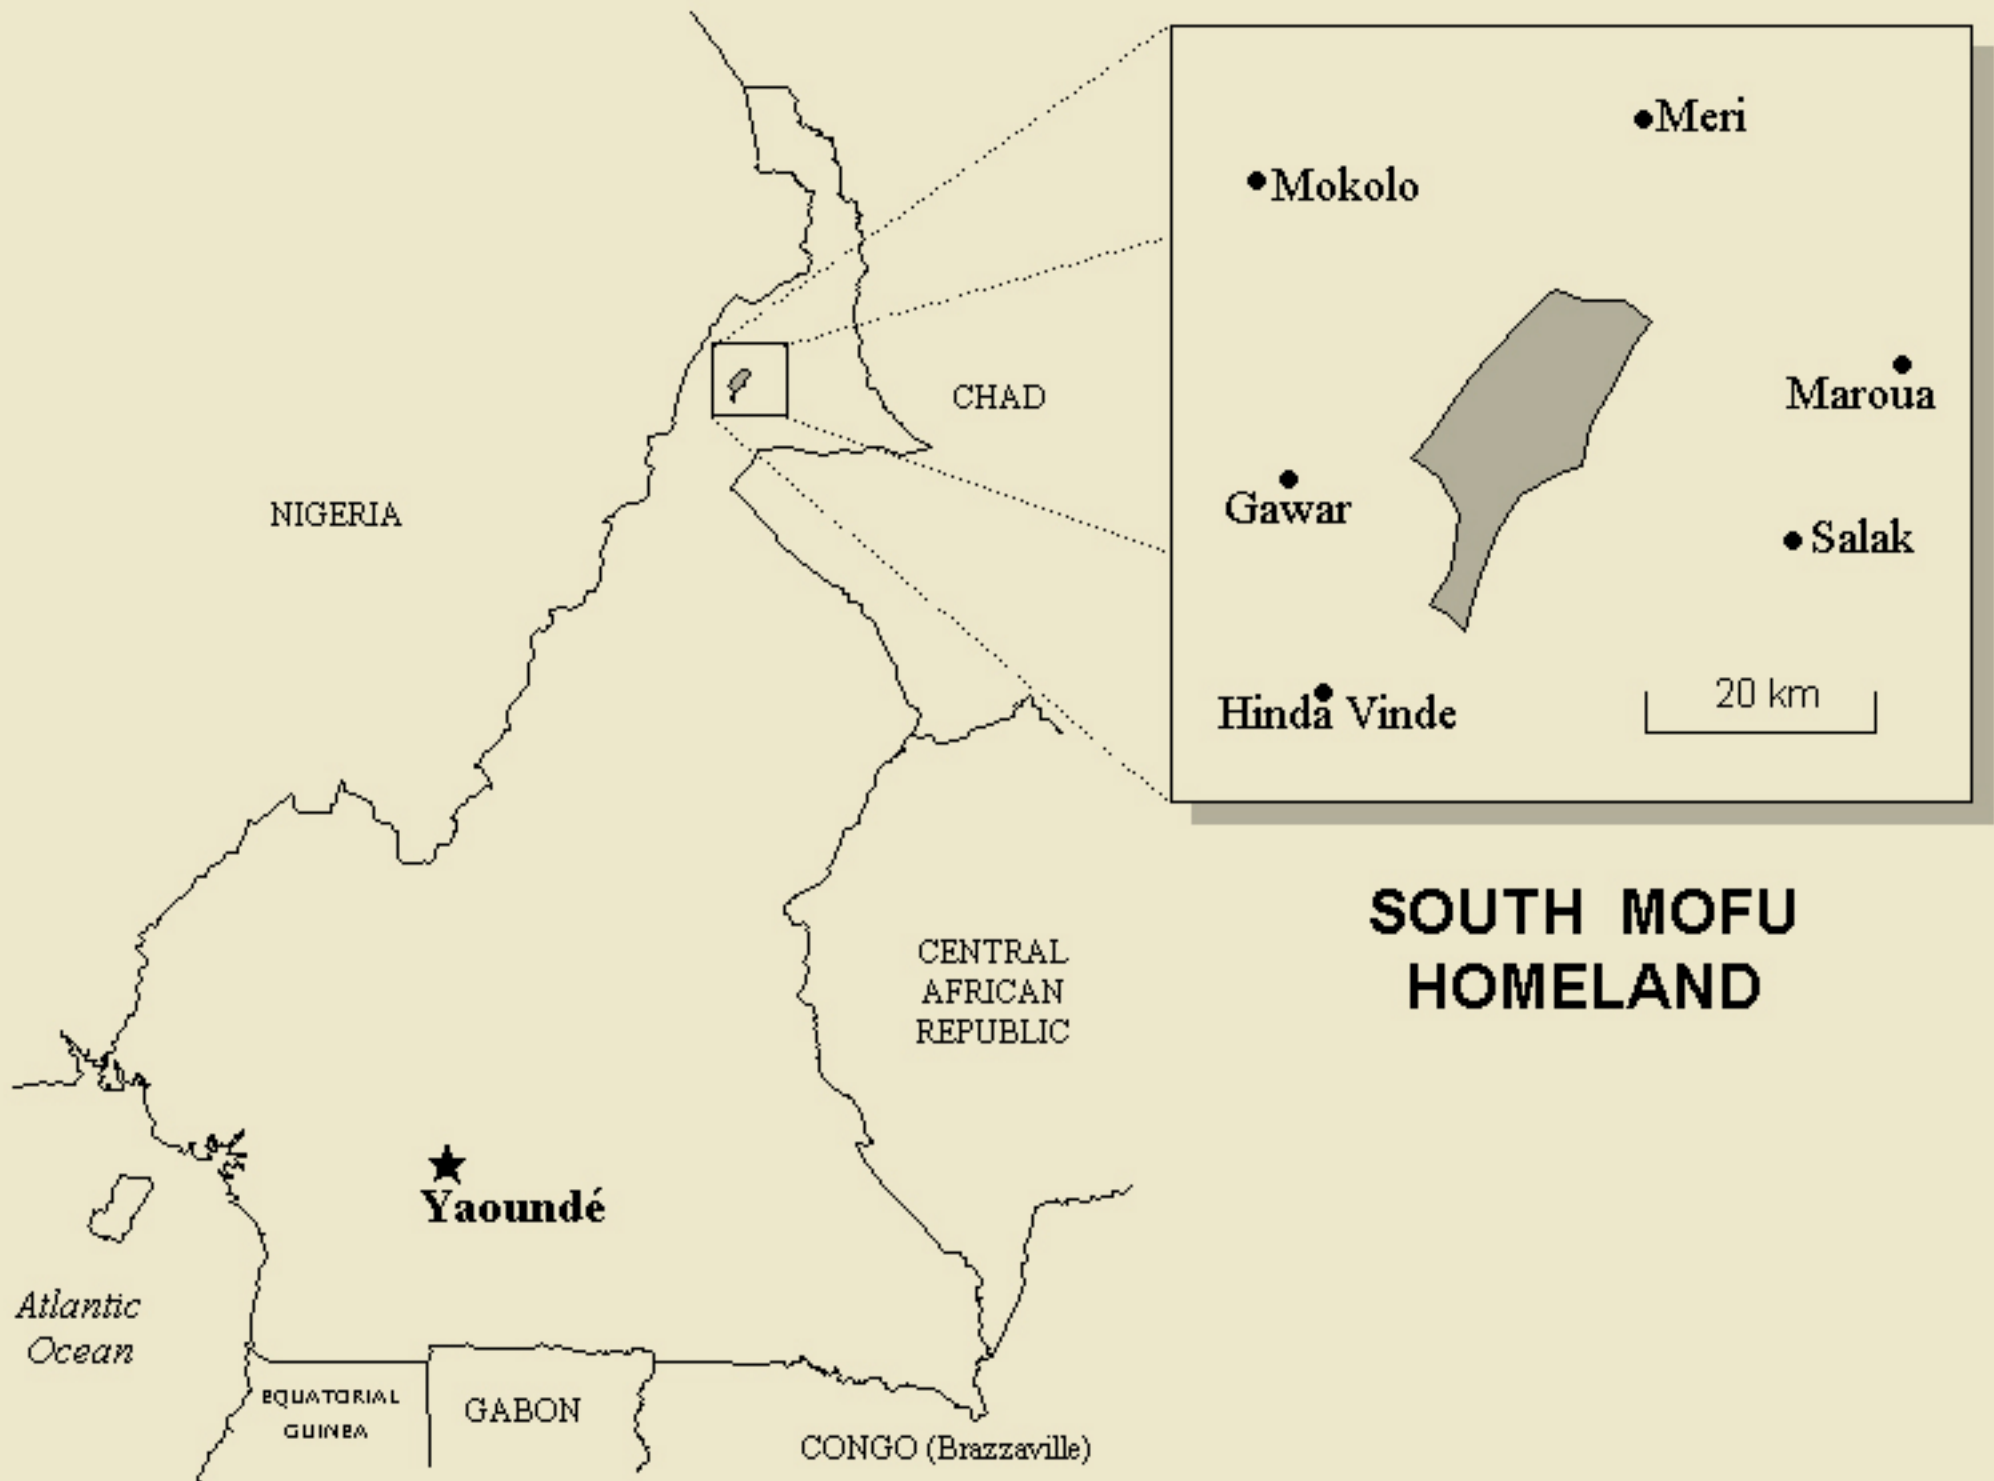 Meri
Mokolo
Maroua
Gawar
Salak
Hinda Vinde
20 km
CHAD
NIGERIA
SOUTH MOFU
HOMELAND
CENTRAL
AFRICAN
REPUBLIC
Yaoundé
Atlantic
Ocean
EQUATORIAL
GUINEA
GABON
CONGO (Brazzaville)